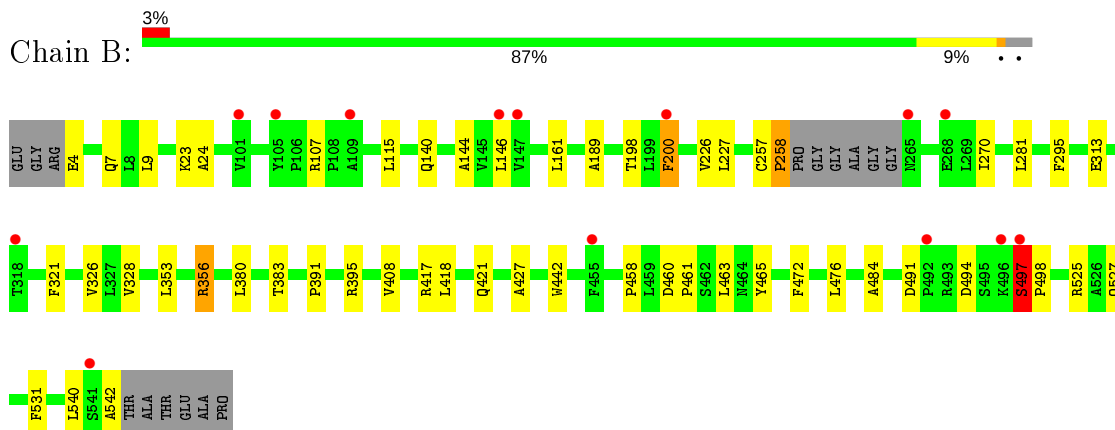 3%
Chain B:
87% 9% • •
GLU GLY ARG E4 Q7 L8 L9 K23 A24 V101 Y105 P106 R107 P108 A109 L115 Q140 A144 V145 L146 V147 L161 A189 T198 L199 F200 V226 L227 C257 P258 PRO GLY GLY ALA GLY GLY N265 E268 L269 I270 L281 F295 E313
T318 F321 V326 L327 V328 L353 R356 L380 T383 P391 R395 V408 R417 L418 Q421 A427 W442 F455 P458 L459 D460 P461 S462 L463 N464 Y465 F472 L476 A484 D491 P492 R493 D494 S495 K496 S497 P498 R525 A526 Q527
F531 L540 S541 A542 THR ALA THR GLU ALA PRO